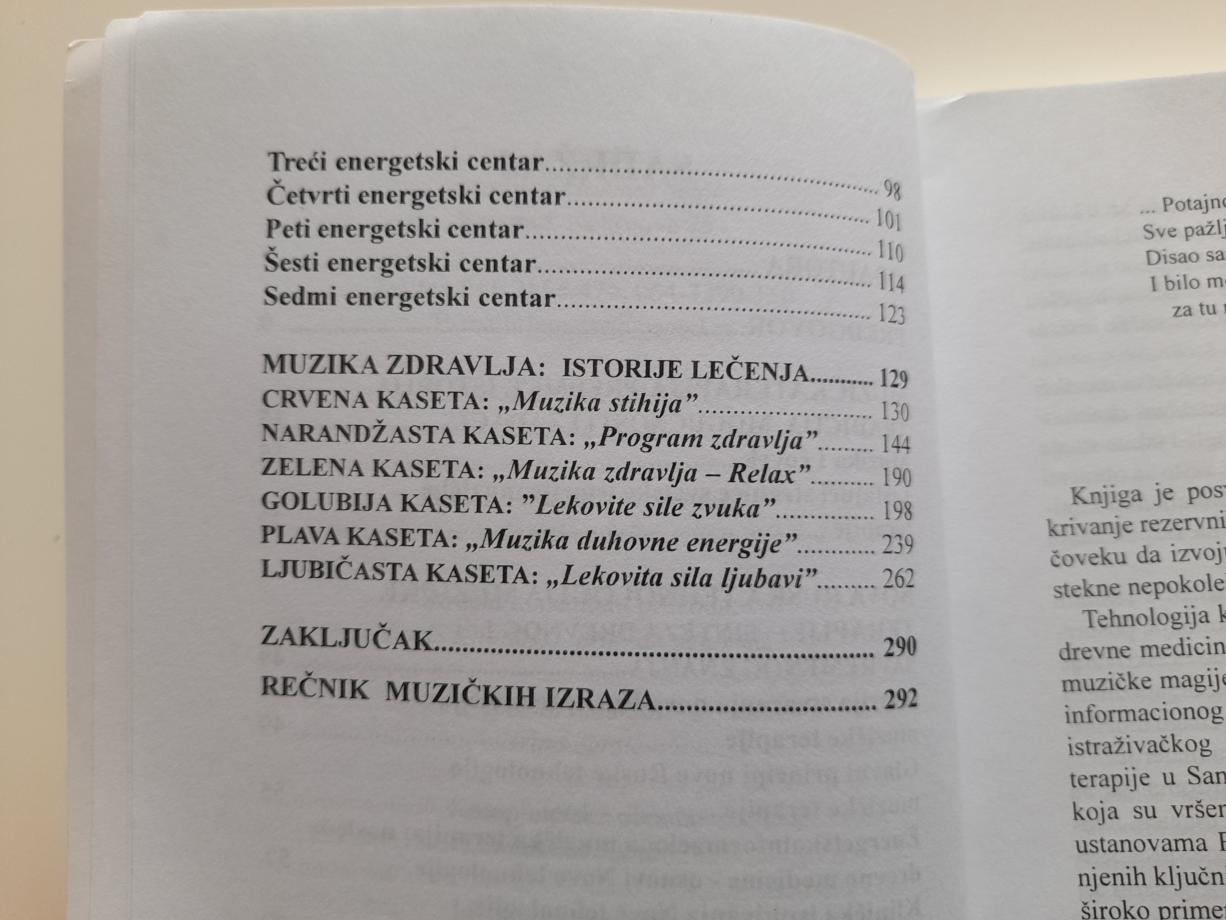 Treći energetski centar........................ 98
Četvrti energetski centar........................ 101
Peti energetski centar........................ 110
Šesti energetski centar........................ 114
Sedmi energetski centar........................ 123
MUZIKA ZDRAVLJA: ISTORIJE LEČENJA........... 129
CRVENA KASETA: „Muzika stihija”........................ 130
NARANDŽASTA KASETA: „Program zdravlja”......... 144
ZELENA KASETA: „Muzika zdravlja – Relax”.......... 190
GOLUBIJA KASETA: ”Lekovite sile zvuka”............... 198
PLAVA KASETA: „Muzika duhovne energije”............ 239
LJUBIČASTA KASETA: „Lekovita sila ljubavi”......... 262
ZAKLJUČAK........................ 290
REČNIK MUZIČKIH IZRAZA........................ 292
... Potajno
Sve pažlj
Disao sa
I bilo m
za tu
Knjiga je pos
krivanje rezervni
čoveku da izvoj
stekne nepokole
Tehnologija k
drevne medicin
muzičke magije
informacionog
istraživačkog
terapije u San
koja su vršen
ustanovama
njenih ključn
široko prime